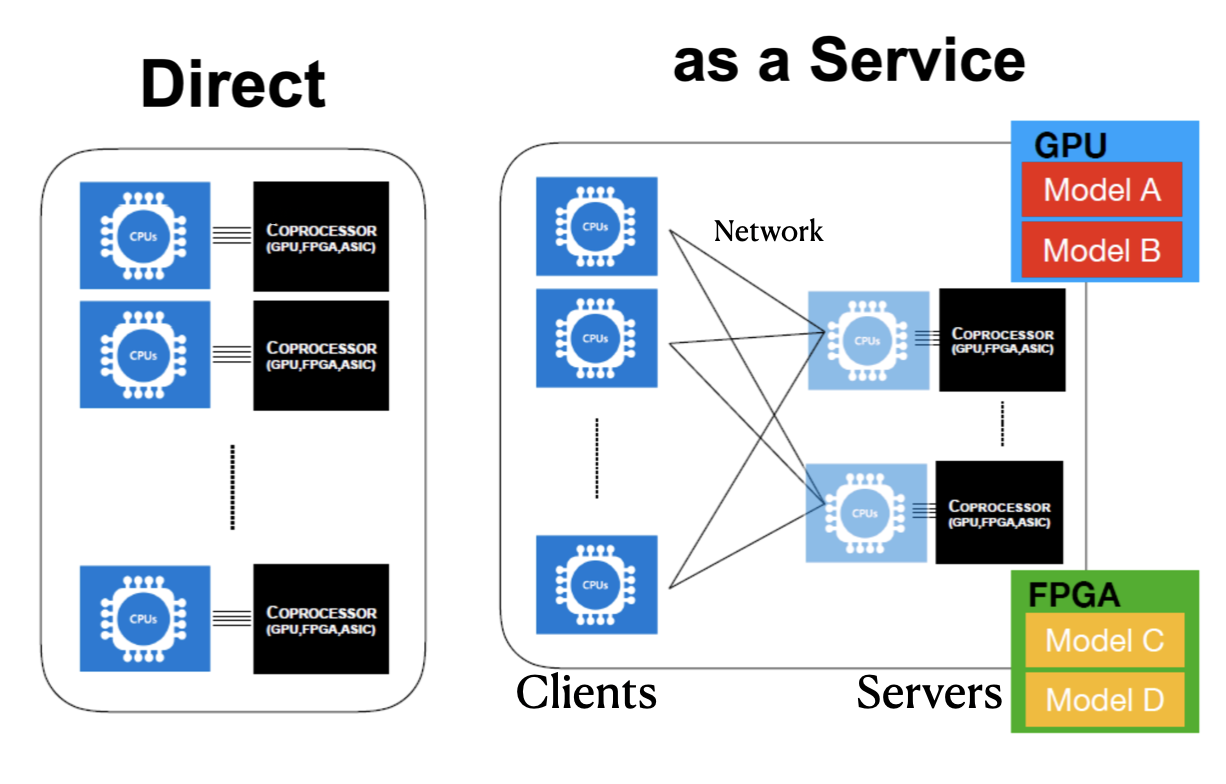 Direct
CPUs
COPROCESSOR
(GPU,FPGA,ASIC)
CPUs
COPROCESSOR
(GPU,FPGA,ASIC)
CPUs
COPROCESSOR
(GPU,FPGA,ASIC)
as a Service
CPUs
CPUs
CPUs
Clients
Network
CPUs
COPROCESSOR
(GPU,FPGA,ASIC)
CPUs
COPROCESSOR
(GPU,FPGA,ASIC)
Servers
GPU
Model A
Model B
FPGA
Model C
Model D